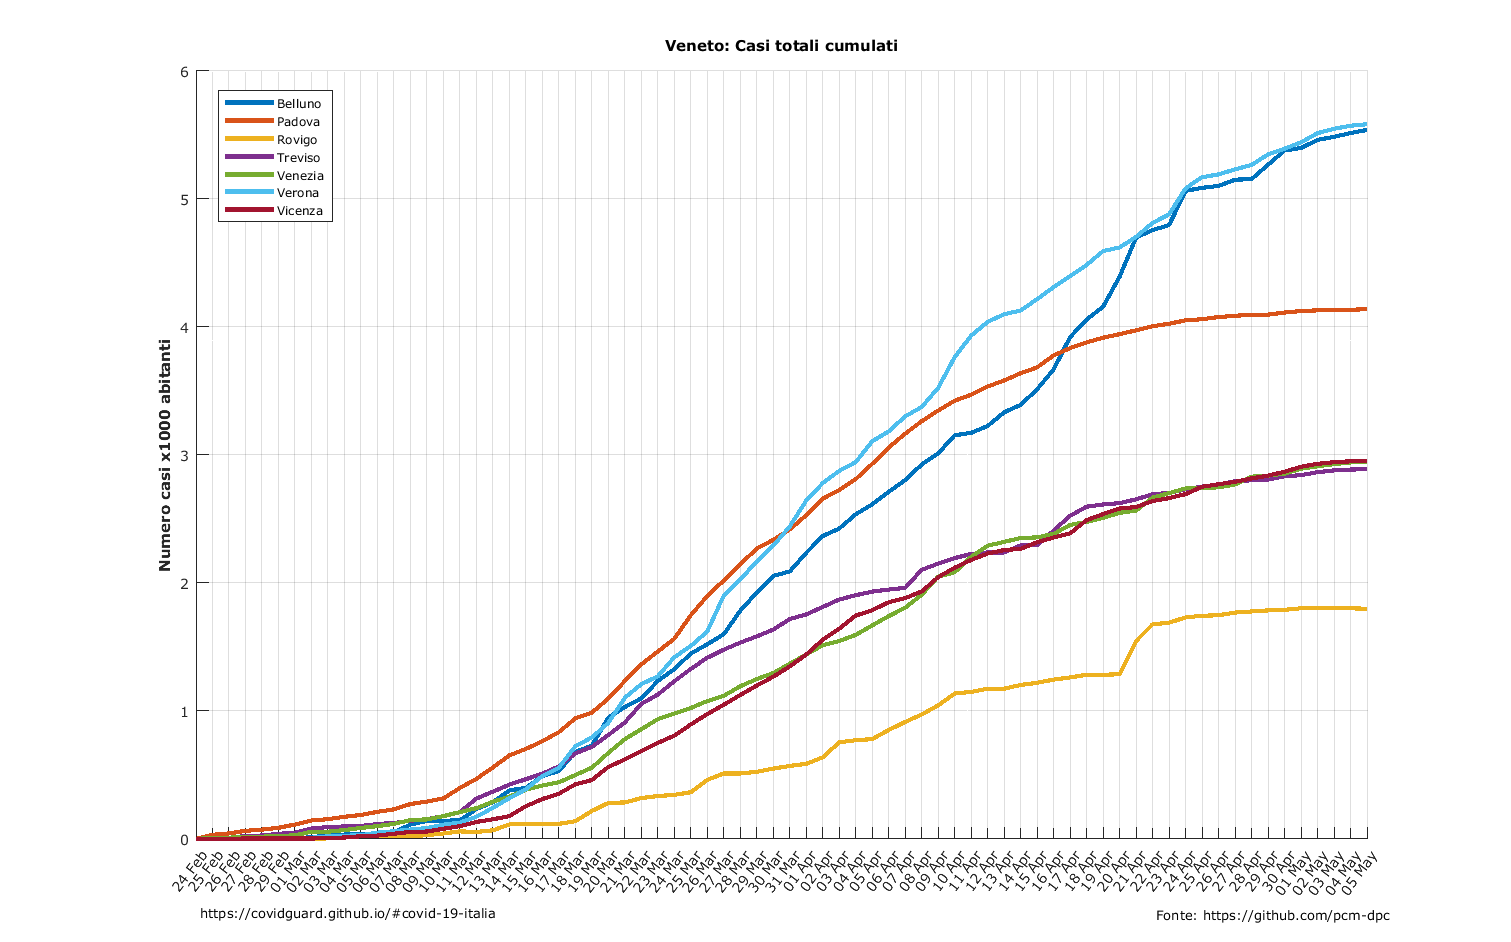 Veneto: Casi totali cumulati
6
5
4
3
2
1
0
Numero casi x1000 abitanti
Belluno
Padova
Rovigo
Treviso
Venezia
Verona
Vicenza
24 Feb
25 Feb
26 Feb
27 Feb
28 Feb
29 Feb
01 Mar
02 Mar
03 Mar
04 Mar
05 Mar
06 Mar
07 Mar
08 Mar
09 Mar
10 Mar
11 Mar
12 Mar
13 Mar
14 Mar
15 Mar
16 Mar
17 Mar
18 Mar
19 Mar
20 Mar
21 Mar
22 Mar
23 Mar
24 Mar
25 Mar
26 Mar
27 Mar
28 Mar
29 Mar
30 Mar
31 Mar
01 Apr
02 Apr
03 Apr
04 Apr
05 Apr
06 Apr
07 Apr
08 Apr
09 Apr
10 Apr
11 Apr
12 Apr
13 Apr
14 Apr
15 Apr
16 Apr
17 Apr
18 Apr
19 Apr
20 Apr
21 Apr
22 Apr
23 Apr
24 Apr
25 Apr
26 Apr
27 Apr
28 Apr
29 Apr
30 Apr
01 May
02 May
03 May
04 May
05 May
https://covidguard.github.io/#covid-19-italia
Fonte: https://github.com/pcm-dpc